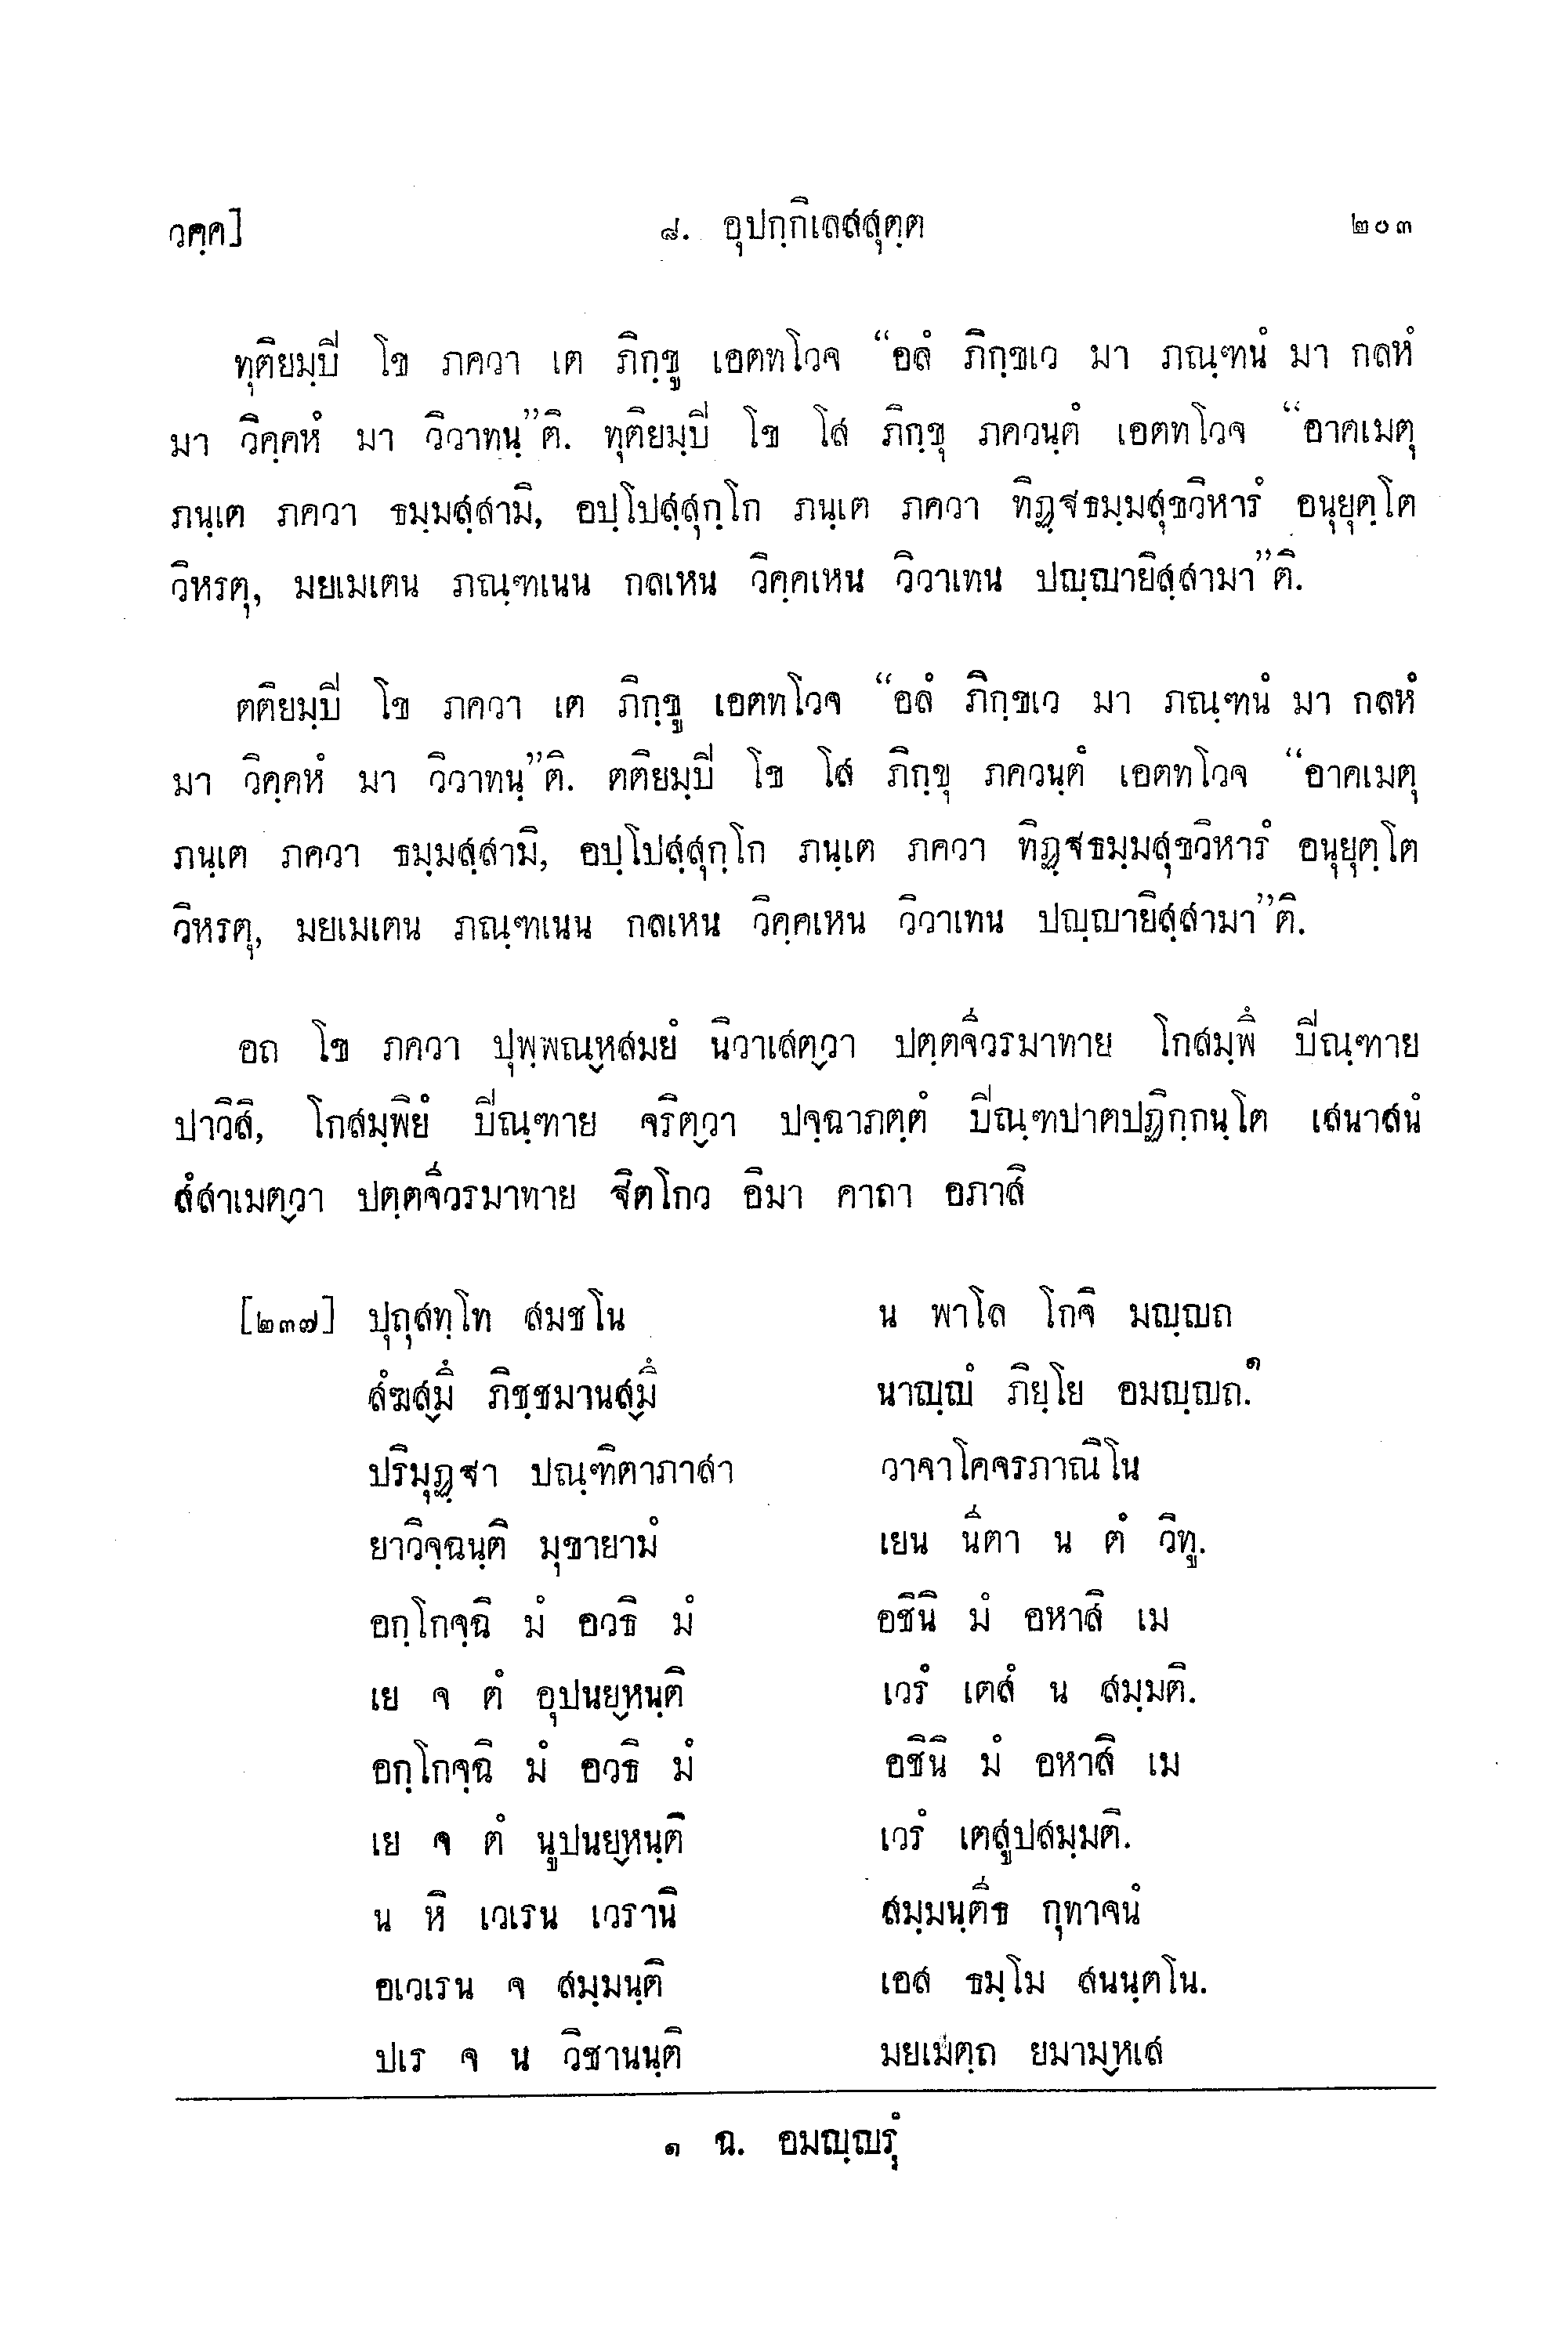 วคฺค]    ๘. อุปกฺกิเลสสุตฺต    ๒๐๓
ทุติยมฺปิ โข ภควา เต ภิกฺขู เอตทโวจ “อลํ ภิกฺขเว มา ภณฺฑนํ มา กลหํ
มา วิคฺคหํ มา วิวาทนฺ”ติ. ทุติยมฺปิ โข โส ภิกฺขุ ภควนฺตํ เอตทโวจ “อาคเมตุ
ภนฺเต ภควา ธมฺมสฺสามิ, อปฺโปสฺสุกฺโก ภนฺเต ภควา ทิฏฺฐธมฺมสุขวิหารํ อนุยุตฺโต
วิหรตุ, มยเมเตน ภณฺฑเนน กลเหน วิคฺคเหน วิวาเทน ปญฺญายิสฺสามา”ติ.
ตติยมฺปิ โข ภควา เต ภิกฺขู เอตทโวจ “อลํ ภิกฺขเว มา ภณฺฑนํ มา กลหํ
มา วิคฺคหํ มา วิวาทนฺ”ติ. ตติยมฺปิ โข โส ภิกฺขุ ภควนฺตํ เอตทโวจ “อาคเมตุ
ภนฺเต ภควา ธมฺมสฺสามิ, อปฺโปสฺสุกฺโก ภนฺเต ภควา ทิฏฺฐธมฺมสุขวิหารํ อนุยุตฺโต
วิหรตุ, มยเมเตน ภณฺฑเนน กลเหน วิคฺคเหน วิวาเทน ปญฺญายิสฺสามา”ติ.
อถ โข ภควา ปุพฺพณฺหสมยํ นิวาเสตฺวา ปตฺตจีวรมาทาย โกสมฺพึ ปิณฺฑาย
ปาวิสิ, โกสมฺพิยํ ปิณฺฑาย จริตฺวา ปจฺฉาภตฺตํ ปิณฺฑปาตปฏิกฺกนฺโต เสนาสนํ
สํสาเมตฺวา ปตฺตจีวรมาทาย ฐิตโกว อิมา คาถา อภาสิ
[๒๓๗] ปุถุสทฺโท สมชโน    น พาโล โกจิ มญฺญถ
สํฆสฺมึ ภิชฺชมานสฺมึ    นาญฺญํ ภิยฺโย อมญฺญถ.๑
ปริมุฏฺฐา ปณฺฑิตาภาสา    วาจาโคจรภาณิโน
ยาวิจฺฉนฺติ มุขายามํ    เยน นีตา น ตํ วิทู.
อกฺโกจฺฉิ มํ อวธิ มํ    อชินิ มํ อหาสิ เม
เย จ ตํ อุปนยฺหนฺติ    เวรํ เตสํ น สมฺมติ.
อกฺโกจฺฉิ มํ อวธิ มํ    อชินิ มํ อหาสิ เม
เย จ ตํ นูปนยฺหนฺติ    เวรํ เตสูปสมฺมติ.
น หิ เวเรน เวรานิ    สมฺมนฺตีธ กุทาจนํ
อเวเรน จ สมฺมนฺติ    เอส ธมฺโม สนนฺตโน.
ปเร จ น วิชานนฺติ    มยเมตฺถ ยมามฺหเส
๑ ฉ. อมญฺญรุํ